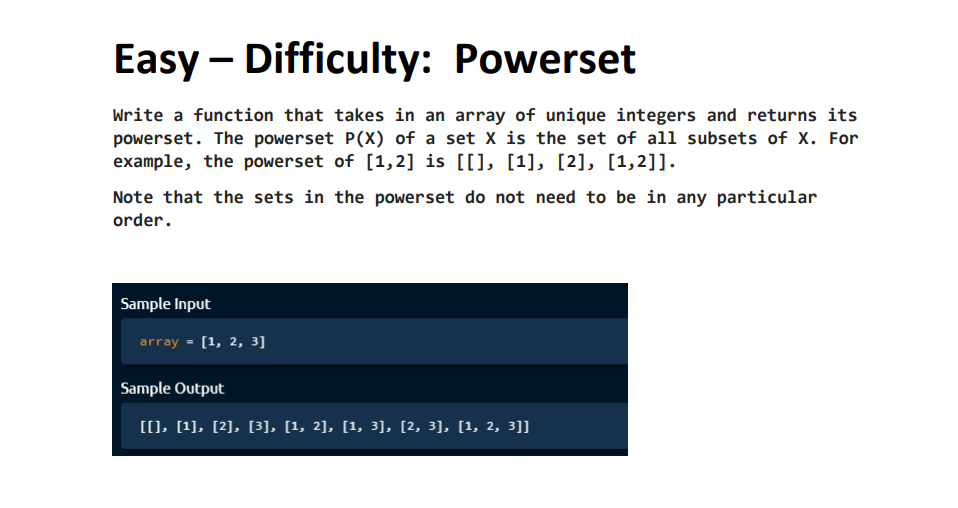 Easy – Difficulty:  Powerset
Write a function that takes in an array of unique integers and returns its
powerset. The powerset P(X) of a set X is the set of all subsets of X. For
example, the powerset of [1,2] is [[], [1], [2], [1,2]].
Note that the sets in the powerset do not need to be in any particular
order.
Sample Input
array = [1, 2, 3]
Sample Output
[[], [1], [2], [3], [1, 2], [1, 3], [2, 3], [1, 2, 3]]